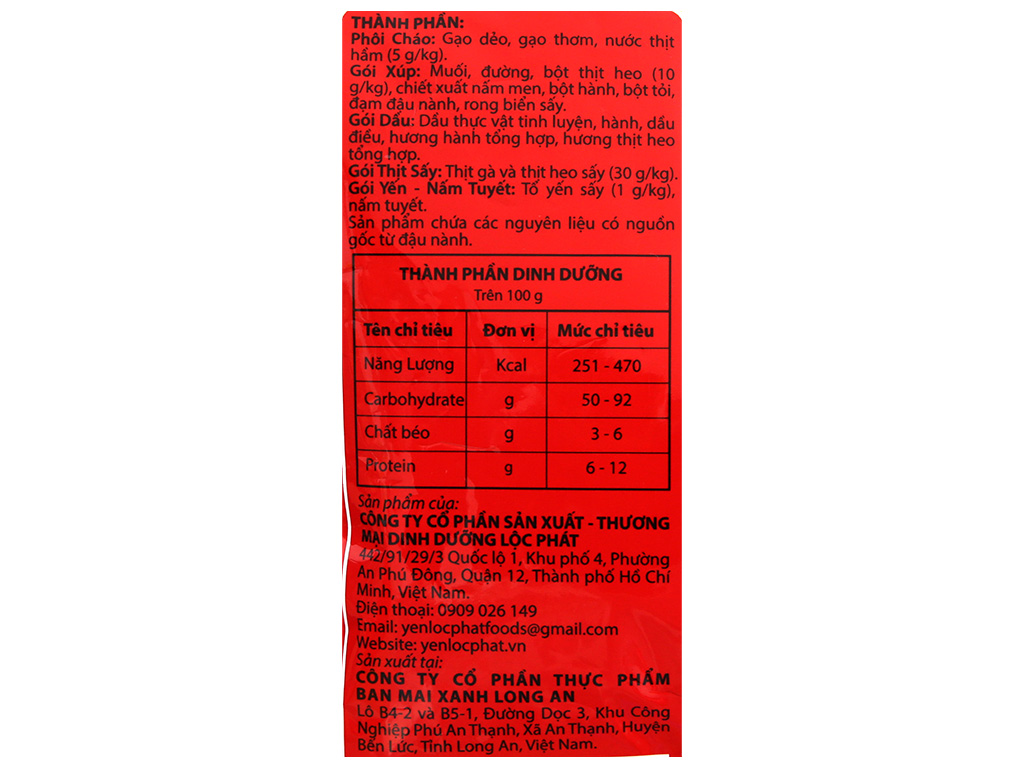 THÀNH PHẦN:
Phôi Cháo: Gạo dẻo, gạo thơm, nước thịt
hầm (5 g/kg).
Gói Xúp: Muối, đường, bột thịt heo (10
g/kg), chiết xuất nấm men, bột hành, bột tỏi,
đạm đậu nành, rong biển sấy.
Gói Dầu: Dầu thực vật tinh luyện, hành, dầu
điều, hương hành tổng hợp, hương thịt heo
tổng hợp.
Gói Thịt Sấy: Thịt gà và thịt heo sấy (30 g/kg).
Gói Yến - Nấm Tuyết: Tổ yến sấy (1 g/kg),
nấm tuyết.
Sản phẩm chứa các nguyên liệu có nguồn
gốc từ đậu nành.
THÀNH PHẦN DINH DƯỠNG
Trên 100 g
Tên chỉ tiêu Đơn vị Mức chỉ tiêu
Năng Lượng Kcal 251 - 470
Carbohydrate g 50 - 92
Chất béo g 3 - 6
Protein g 6 - 12
Sản phẩm của:
CÔNG TY CỔ PHẦN SẢN XUẤT - THƯƠNG
MẠI DINH DƯỠNG LỘC PHÁT
442/91/29/3 Quốc lộ 1, Khu phố 4, Phường
An Phú Đông, Quận 12, Thành phố Hồ Chí
Minh, Việt Nam.
Điện thoại: 0909 026 149
Email: yenlocphatfoods@gmail.com
Website: yenlocphat.vn
Sản xuất tại:
CÔNG TY CỔ PHẦN THỰC PHẨM
BAN MAI XANH LONG AN
Lô B4-2 và B5-1, Đường Dọc 3, Khu Công
Nghiệp Phú An Thạnh, Xã An Thạnh, Huyện
Bến Lức, Tỉnh Long An, Việt Nam.